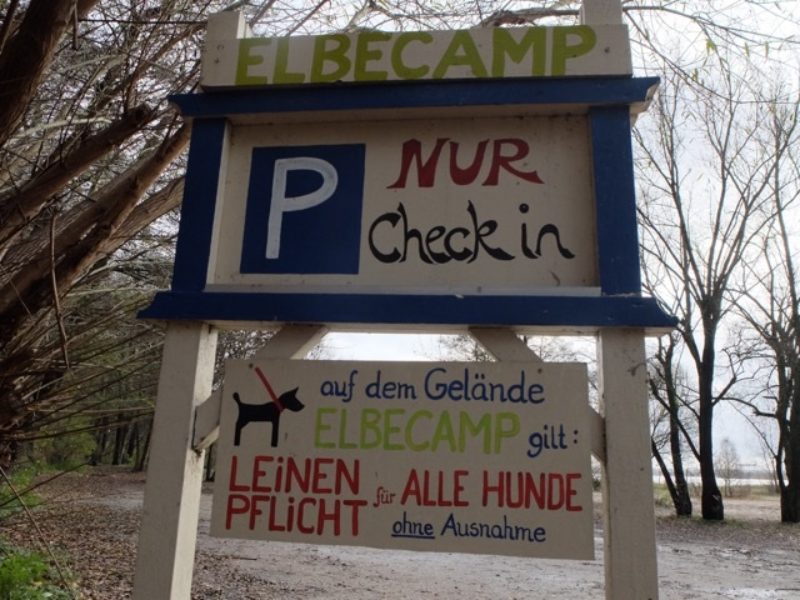 ELBECAMP
P NUR
Check in
auf dem Gelände
ELBECAMP gilt:
LEiNEN
PFLiCHT für ALLE HUNDE
ohne Ausnahme